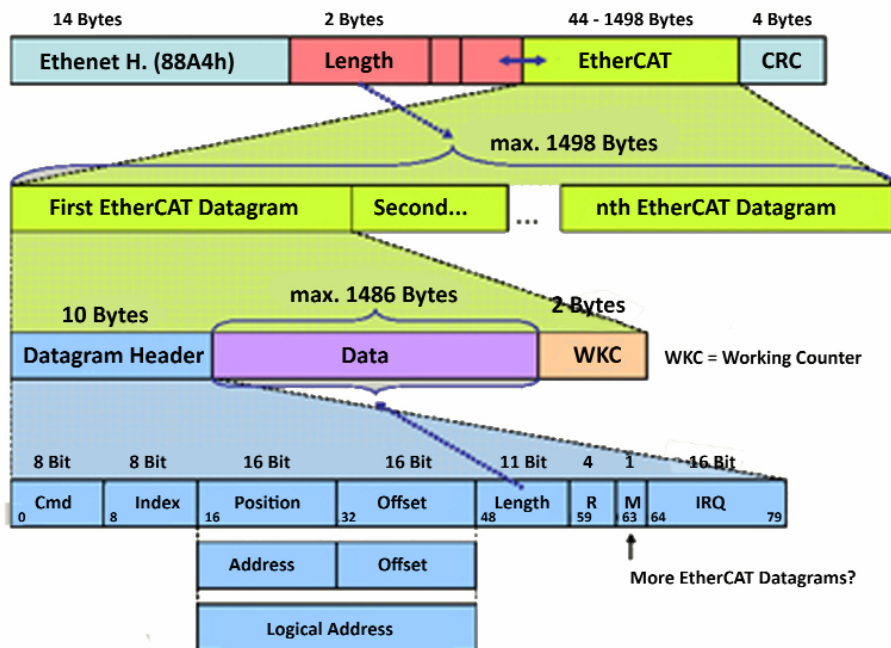 14 Bytes 2 Bytes 44 - 1498 Bytes 4 Bytes
Ethenet H. (88A4h) Length EtherCAT CRC
max. 1498 Bytes
First EtherCAT Datagram Second... ... nth EtherCAT Datagram
10 Bytes max. 1486 Bytes 2 Bytes
Datagram Header Data WKC WKC = Working Counter
8 Bit 8 Bit 16 Bit 16 Bit 11 Bit 4 1 16 Bit
Cmd Index Position Offset Length R M IRQ
0 8 16 32 48 59 63 64 79
Address Offset
More EtherCAT Datagrams?
Logical Address